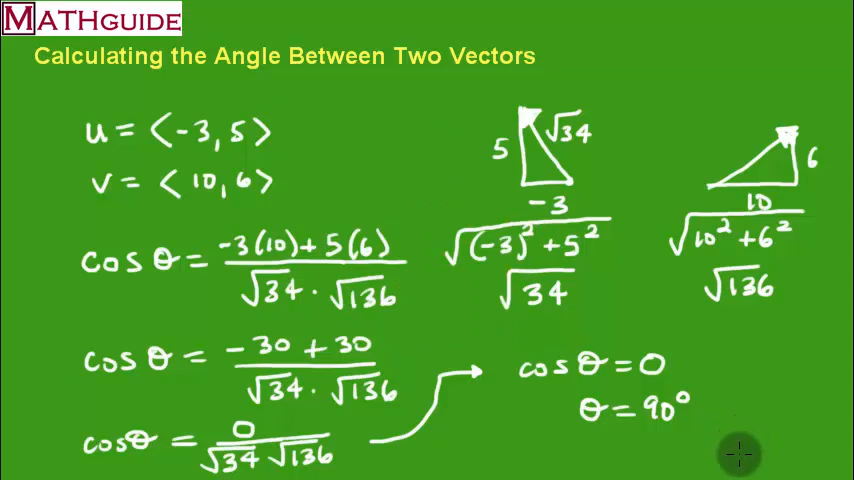 MATHGUIDE
Calculating the Angle Between Two Vectors
u = ⟨-3, 5⟩
v = ⟨10, 6⟩
cos θ = (-3(10) + 5(6)) / (√34 · √136)
cos θ = (-30 + 30) / (√34 · √136)
cosθ = 0 / (√34 √136)
5 √34
-3
√((-3)² + 5²)
√34
6
10
√(10² + 6²)
√136
cos θ = 0
θ = 90°